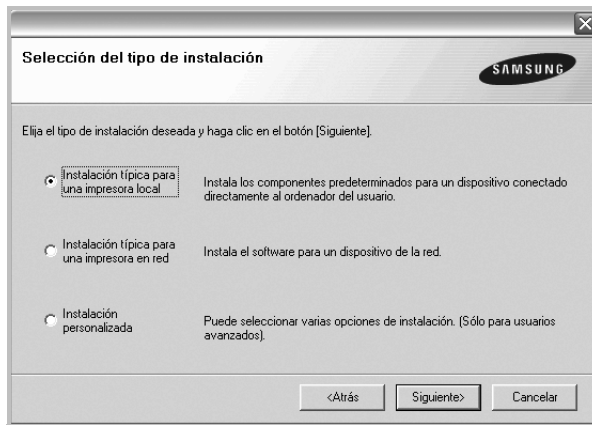 Selección del tipo de instalación
SAMSUNG
Elija el tipo de instalación deseada y haga clic en el botón [Siguiente].
Instalación típica para
una impresora local
Instala los componentes predeterminados para un dispositivo conectado
directamente al ordenador del usuario.
Instalación típica para
una impresora en red
Instala el software para un dispositivo de la red.
Instalación
personalizada
Puede seleccionar varias opciones de instalación. (Sólo para usuarios
avanzados).
<Atrás
Siguiente>
Cancelar